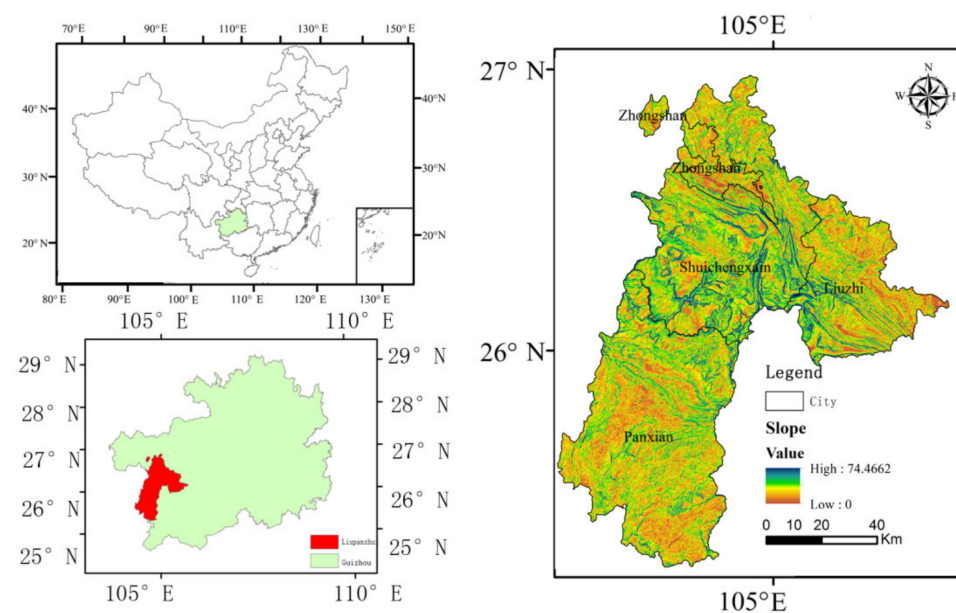 70°E 90°E 90°E 110°E 130°E 150°E
40°N 40°N
30°N 30°N
20°N 20°N
80°E 90°E 100°E 110°E 120°E 130°E
105° E 110° E
29° N 29° N
28° N 28° N
27° N 27° N
26° N 26° N
25° N 25° N
Liupanshui
Guizhou
105° E 110° E
105°E
27° N
N
W E
S
Zhongshan
Zhongshan
Shuichengxain
Liuzhi
26° N
Legend
City
Slope
Panxian
Value
High : 74.4662
Low : 0
0 10 20 40
Km
105°E